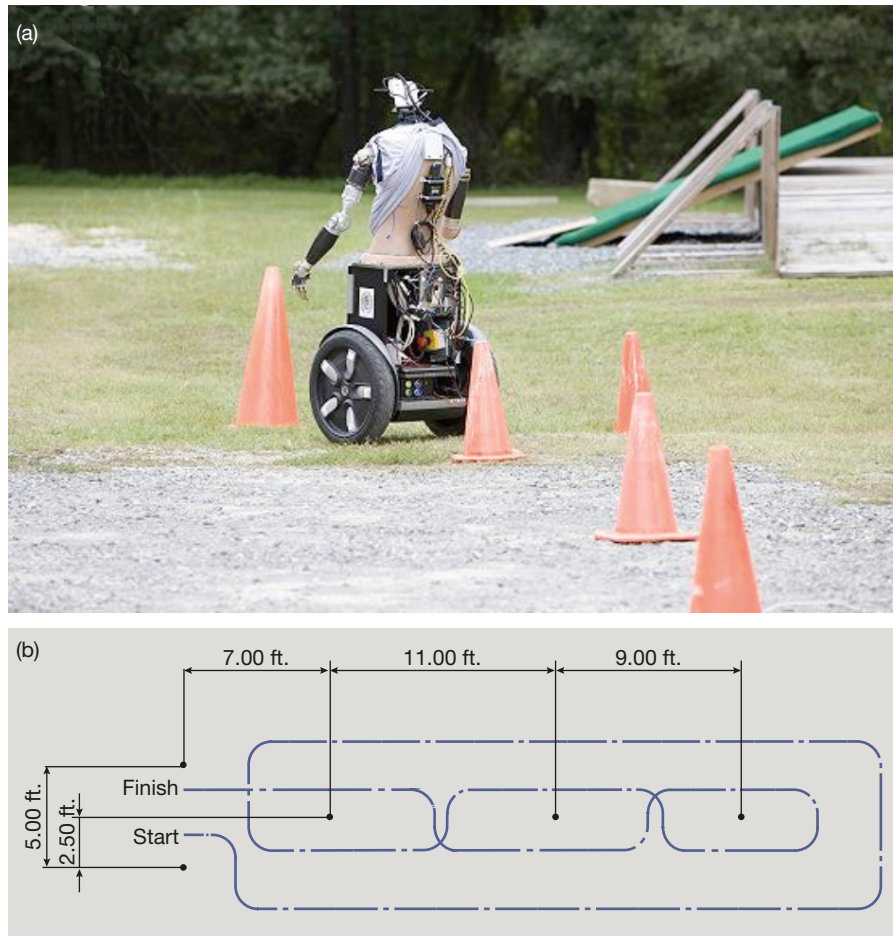 (a)
(b)
7.00 ft.
11.00 ft.
9.00 ft.
5.00 ft.
2.50 ft.
Finish
Start